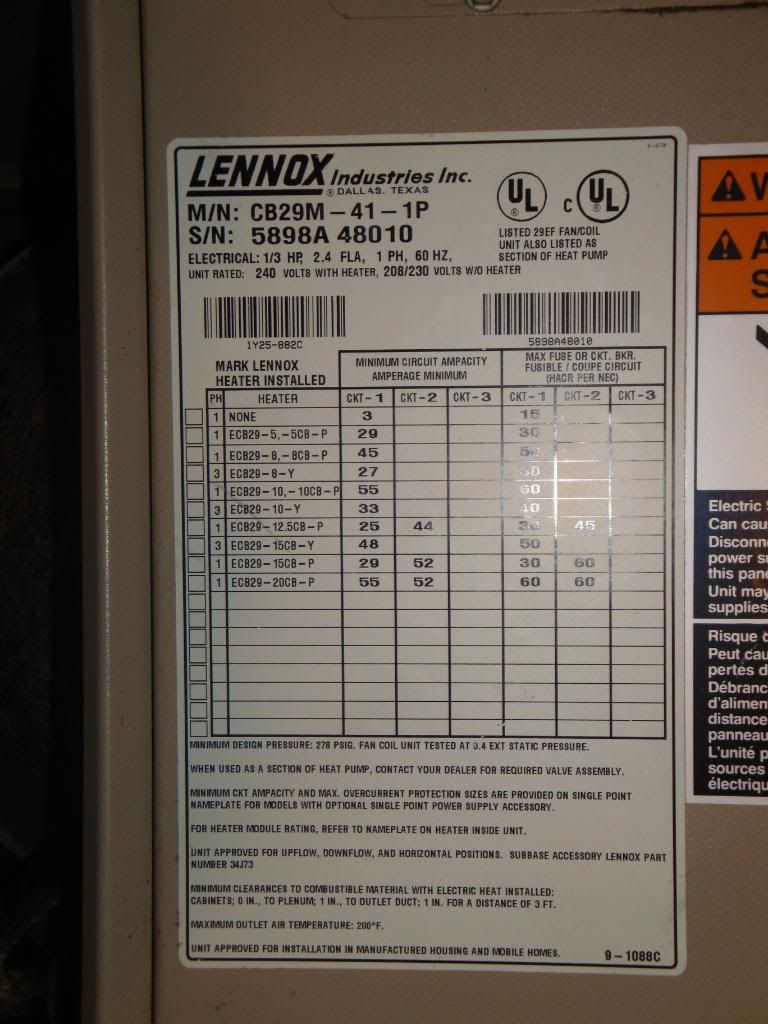 LENNOX Industries Inc.
® DALLAS, TEXAS
M/N: CB29M-41-1P
S/N: 5898A 48010
ELECTRICAL: 1/3 HP, 2.4 FLA, 1 PH, 60 HZ,
UNIT RATED: 240 VOLTS WITH HEATER, 208/230 VOLTS W/O HEATER
UL ® C UL ®
LISTED 29EF FAN/COIL
UNIT ALSO LISTED AS
SECTION OF HEAT PUMP
1Y25-882C
5898A48010
MARK LENNOX
HEATER INSTALLED
MINIMUM CIRCUIT AMPACITY
AMPERAGE MINIMUM
MAX FUSE OR CKT. BKR.
FUSIBLE / COUPE CIRCUIT
(HACR PER NEC)
PH HEATER CKT-1 CKT-2 CKT-3 CKT-1 CKT-2 CKT-3
1 NONE 3 15
1 ECB29-5,-5CB-P 29 30
1 ECB29-8,-8CB-P 45 50
3 ECB29-8-Y 27 30
1 ECB29-10,-10CB-P 55 60
3 ECB29-10-Y 33 40
1 ECB29-12.5CB-P 25 44 30 45
3 ECB29-15CB-Y 48 50
1 ECB29-15CB-P 29 52 30 60
1 ECB29-20CB-P 55 52 60 60
MINIMUM DESIGN PRESSURE: 278 PSIG. FAN COIL UNIT TESTED AT 0.4 EXT STATIC PRESSURE.
WHEN USED AS A SECTION OF HEAT PUMP, CONTACT YOUR DEALER FOR REQUIRED VALVE ASSEMBLY.
MINIMUM CKT AMPACITY AND MAX. OVERCURRENT PROTECTION SIZES ARE PROVIDED ON SINGLE POINT
NAMEPLATE FOR MODELS WITH OPTIONAL SINGLE POINT POWER SUPPLY ACCESSORY.
FOR HEATER MODULE RATING, REFER TO NAMEPLATE ON HEATER INSIDE UNIT.
UNIT APPROVED FOR UPFLOW, DOWNFLOW, AND HORIZONTAL POSITIONS. SUBBASE ACCESSORY LENNOX PART
NUMBER 34J73
MINIMUM CLEARANCES TO COMBUSTIBLE MATERIAL WITH ELECTRIC HEAT INSTALLED:
CABINETS; 0 IN., TO PLENUM; 1 IN., TO OUTLET DUCT; 1 IN. FOR A DISTANCE OF 3 FT.
MAXIMUM OUTLET AIR TEMPERATURE: 200°F.
UNIT APPROVED FOR INSTALLATION IN MANUFACTURED HOUSING AND MOBILE HOMES.
9-1088C
Electric
Can cau
Disconn
power su
this pane
Unit may
supplies
Risque
Peut cau
pertes d
Débranc
d'alimen
distance
panneau
L'unité p
sources
électriqu